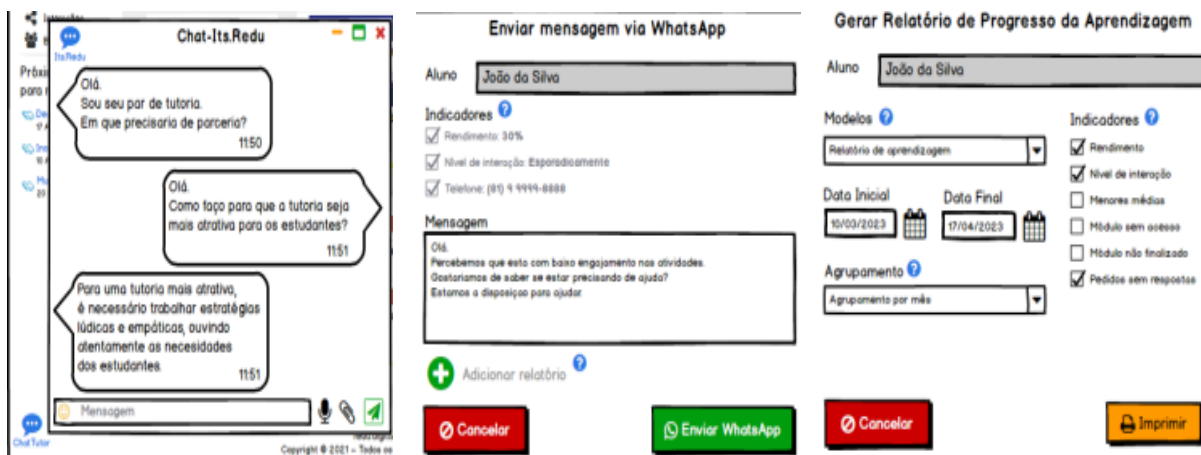 Chat-Its.Redu
Its.Redu
Olá.
Sou seu par de tutoria.
Em que precisaria de parceria?
11:50
Olá.
Como faço para que a tutoria seja
mais atrativa para os estudantes?
11:51
Para uma tutoria mais atrativa,
é necessário trabalhar estratégias
lúdicas e empáticas, ouvindo
atentamente as necessidades
dos estudantes.
11:51
Mensagem
ChatTutor
Copyright © 2021 - Todos os
Enviar mensagem via WhatsApp
Aluno
João da Silva
Indicadores
Rendimento: 30%
Nível de interação: Esporadicamente
Telefone: (81) 9 9999-8888
Mensagem
Olá.
Percebemos que esta com baixo engajamento nas atividades.
Gostariamos de saber se estar precisando de ajuda?
Estamos a disposiçao para ajudar.
Adicionar relatório
Cancelar
Enviar WhatsApp
Gerar Relatório de Progresso da Aprendizagem
Aluno
João da Silva
Modelos
Relatório de aprendizagem
Data Inicial
Data Final
10/03/2023
17/04/2023
Agrupamento
Agrupamento por mês
Indicadores
Rendimento
Nível de interação
Menores médias
Módulo sem acesso
Módulo não finalizado
Pedidos sem respostas
Cancelar
Imprimir